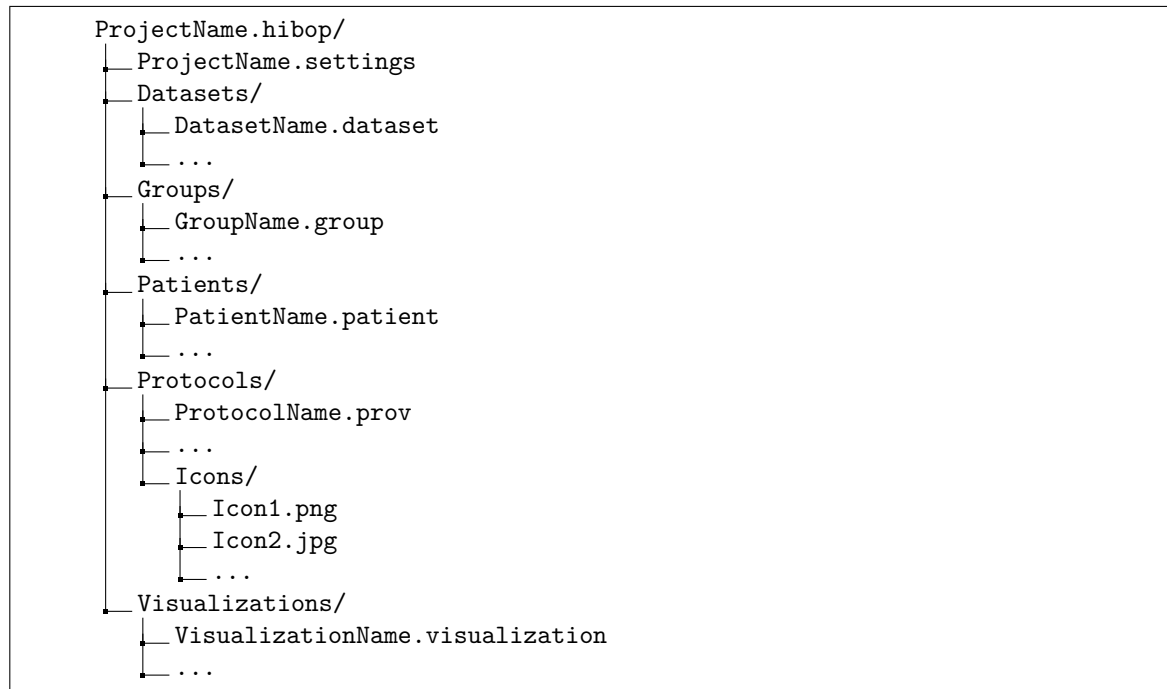 ProjectName.hibop/
ProjectName.settings
Datasets/
DatasetName.dataset
...
Groups/
GroupName.group
...
Patients/
PatientName.patient
...
Protocols/
ProtocolName.prov
...
Icons/
Icon1.png
Icon2.jpg
...
Visualizations/
VisualizationName.visualization
...